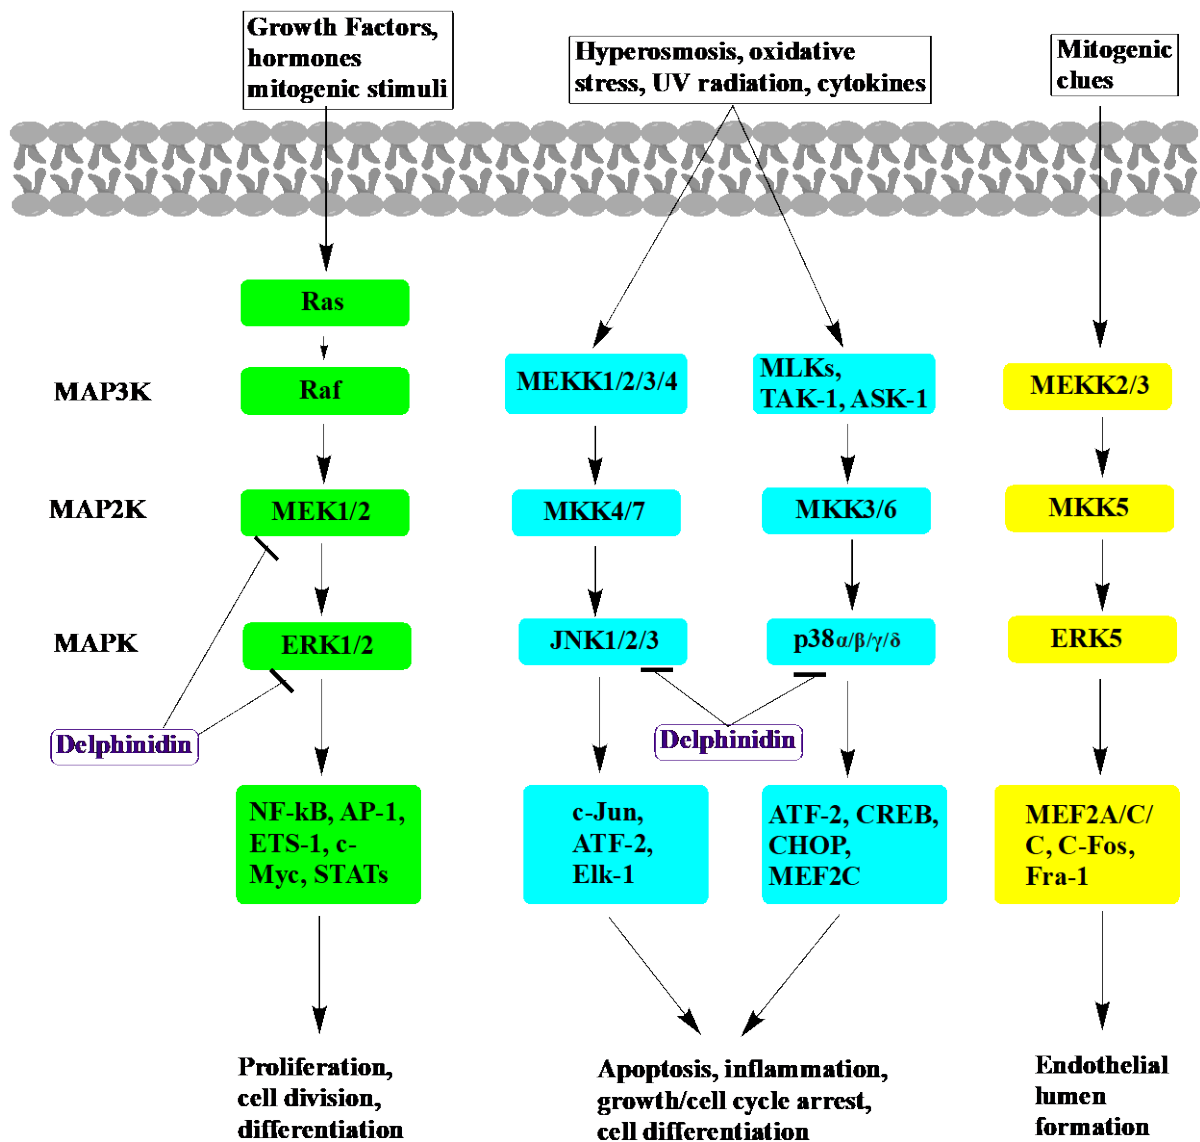 Growth Factors,
hormones
mitogenic stimuli
Hyperosmosis, oxidative
stress, UV radiation, cytokines
Mitogenic
clues
Ras
MAP3K
Raf
MEKK1/2/3/4
MLKs,
TAK-1, ASK-1
MEKK2/3
MAP2K
MEK1/2
MKK4/7
MKK3/6
MKK5
MAPK
ERK1/2
JNK1/2/3
p38α/β/γ/δ
ERK5
Delphinidin
Delphinidin
NF-kB, AP-1,
ETS-1, c-
Myc, STATs
c-Jun,
ATF-2,
Elk-1
ATF-2, CREB,
CHOP,
MEF2C
MEF2A/C/
C, C-Fos,
Fra-1
Proliferation,
cell division,
differentiation
Apoptosis, inflammation,
growth/cell cycle arrest,
cell differentiation
Endothelial
lumen
formation